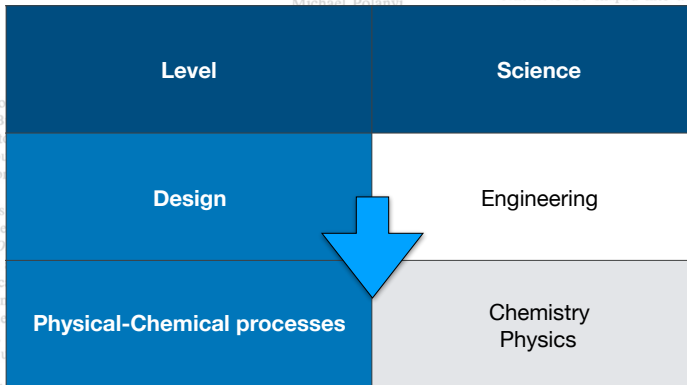 Michael Polanyi
Level
Science
Design
Engineering
Physical-Chemical processes
Chemistry
Physics